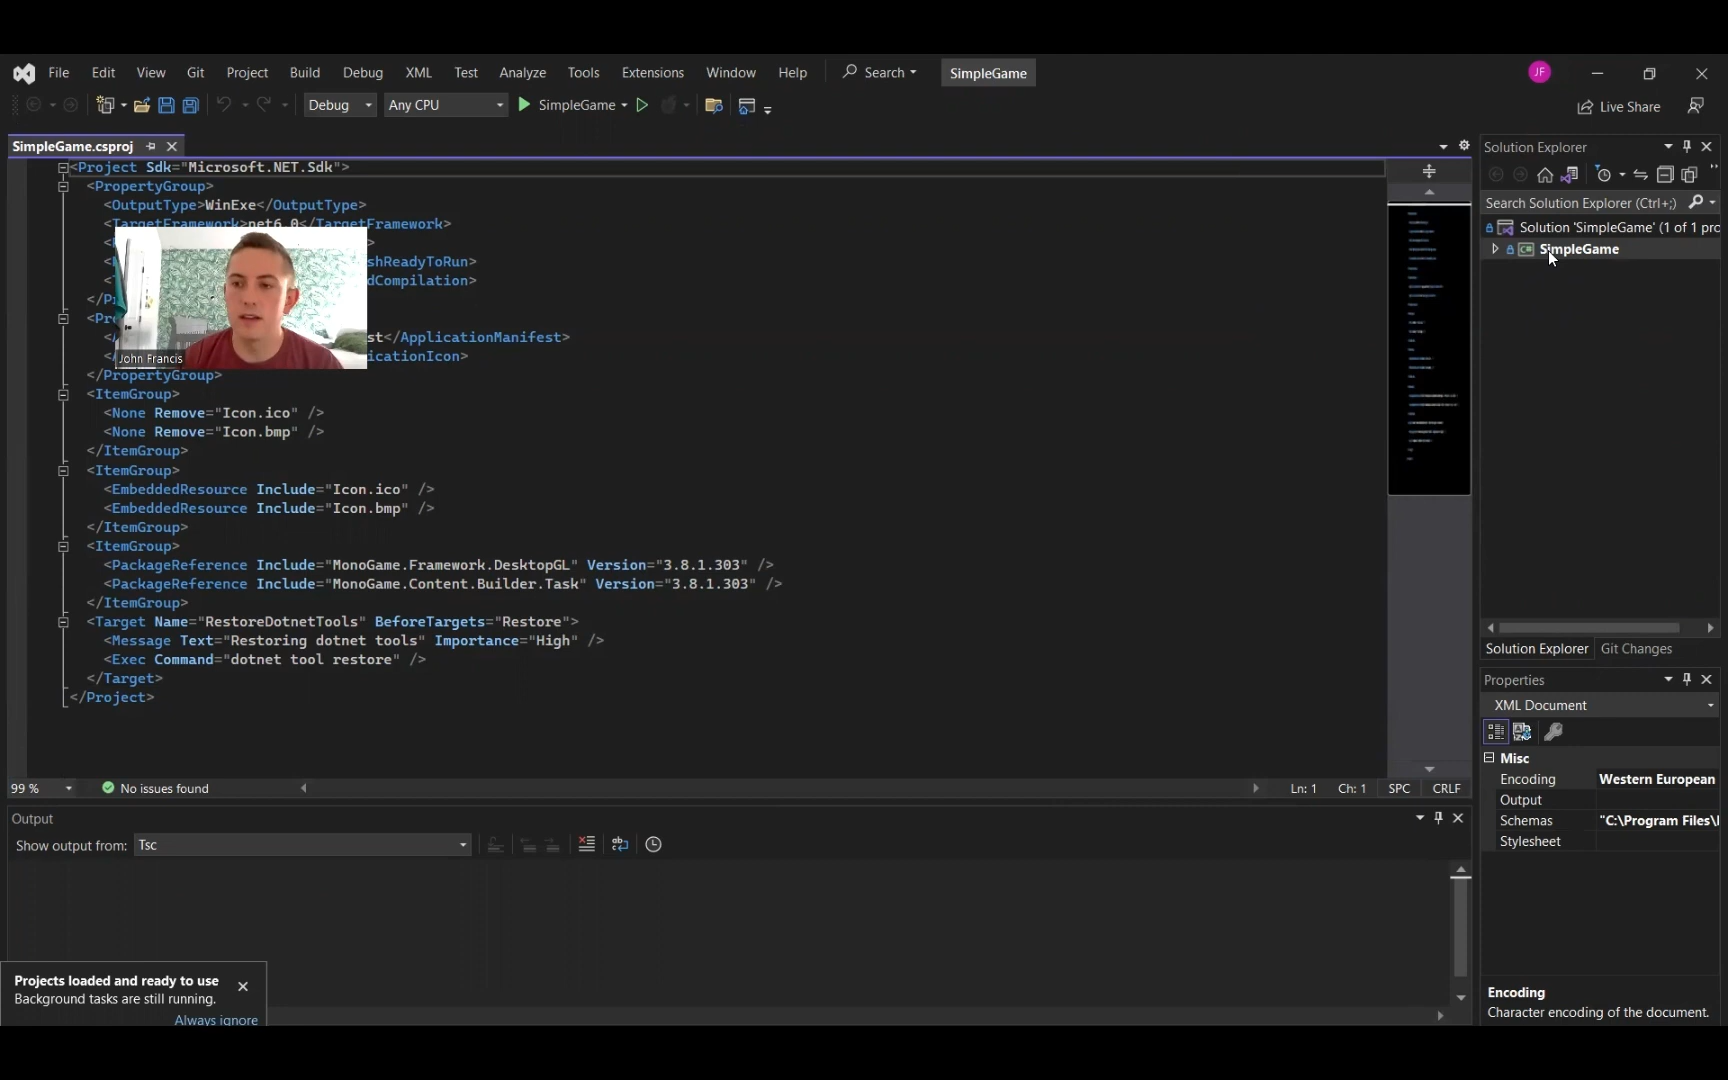 File Edit View Git Project Build Debug XML Test Analyze Tools Extensions Window Help Search SimpleGame JF
Debug Any CPU SimpleGame Live Share
SimpleGame.csproj
<Project Sdk="Microsoft.NET.Sdk">
<PropertyGroup>
<OutputType>WinExe</OutputType>
<TargetFramework>net6.0</TargetFramework>
shReadyToRun>
dCompilation>
</P
<Pro
st</ApplicationManifest>
icationIcon>
</PropertyGroup>
<ItemGroup>
<None Remove="Icon.ico" />
<None Remove="Icon.bmp" />
</ItemGroup>
<ItemGroup>
<EmbeddedResource Include="Icon.ico" />
<EmbeddedResource Include="Icon.bmp" />
</ItemGroup>
<ItemGroup>
<PackageReference Include="MonoGame.Framework.DesktopGL" Version="3.8.1.303" />
<PackageReference Include="MonoGame.Content.Builder.Task" Version="3.8.1.303" />
</ItemGroup>
<Target Name="RestoreDotnetTools" BeforeTargets="Restore">
<Message Text="Restoring dotnet tools" Importance="High" />
<Exec Command="dotnet tool restore" />
</Target>
</Project>
John Francis
99 % No issues found Ln: 1 Ch: 1 SPC CRLF
Output
Show output from: Tsc
Projects loaded and ready to use
Background tasks are still running.
Always ignore
Solution Explorer
Search Solution Explorer (Ctrl+;)
Solution 'SimpleGame' (1 of 1 pro
SimpleGame
Solution Explorer Git Changes
Properties
XML Document
Misc
Encoding Western European
Output
Schemas "C:\Program Files\
Stylesheet
Encoding
Character encoding of the document.